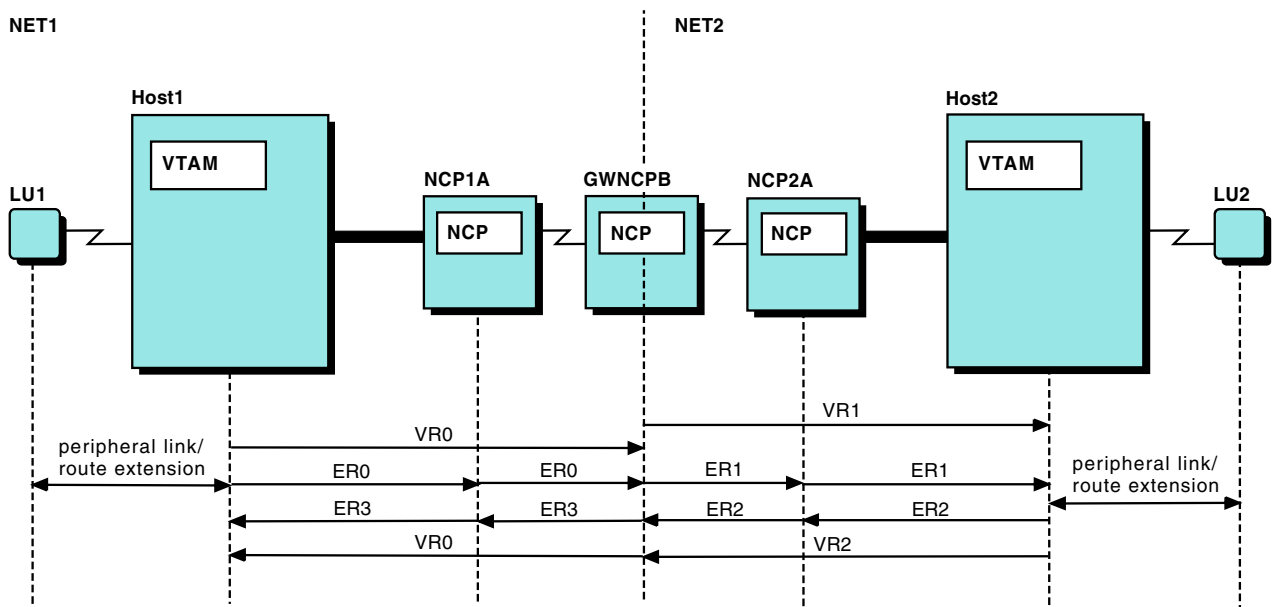 NET1
NET2
Host1
Host2
VTAM
VTAM
NCP1A
GWNCPB
NCP2A
LU1
LU2
NCP
NCP
NCP
VR1
VR0
peripheral link/
route extension
ER0
ER0
ER1
ER1
peripheral link/
route extension
ER3
ER3
ER2
ER2
VR0
VR2